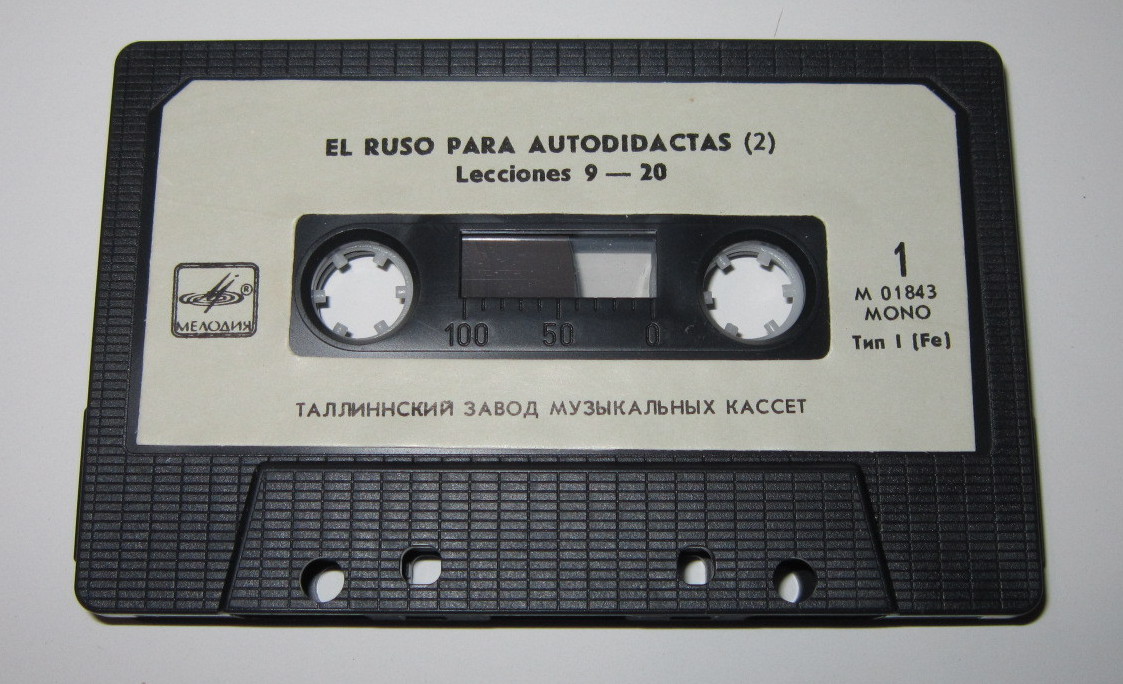 EL RUSO PARA AUTODIDACTAS (2)
Lecciones 9 — 20
1
M 01843
MONO
Тип I (Fe)
®
МЕЛОДИЯ
100 50 0
ТАЛЛИННСКИЙ ЗАВОД МУЗЫКАЛЬНЫХ КАССЕТ